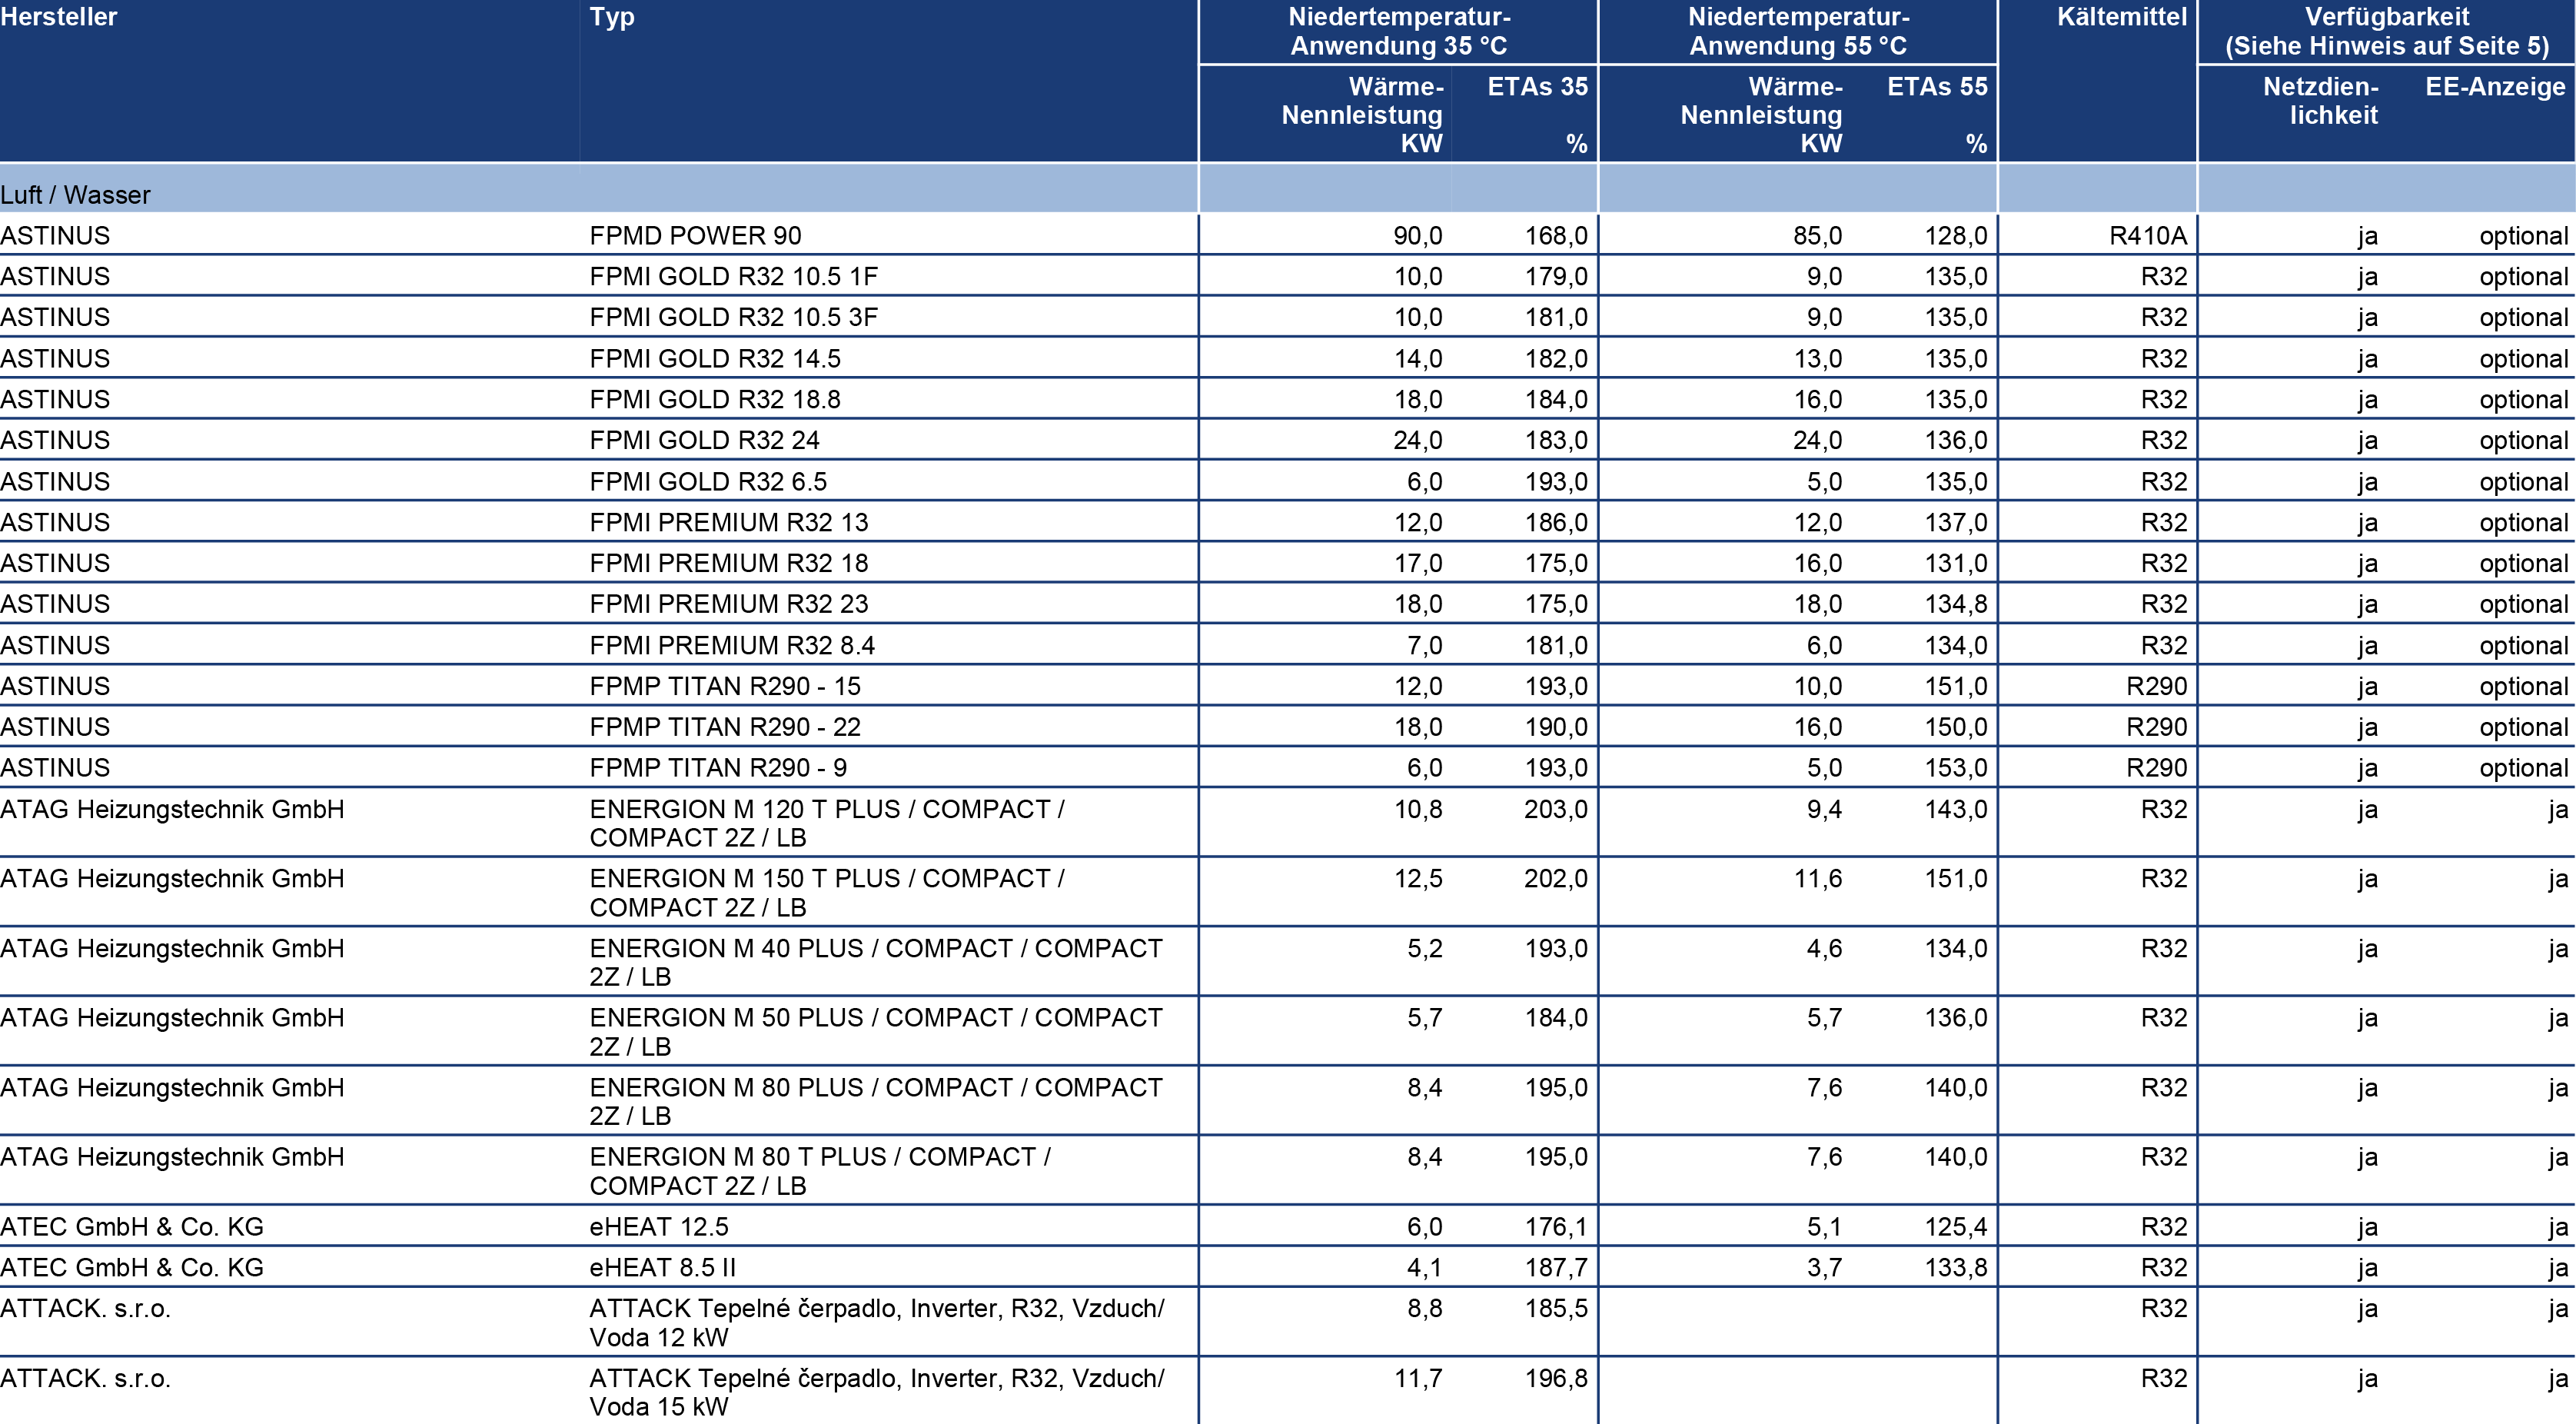 Hersteller Typ Niedertemperatur- Niedertemperatur- Kältemittel Verfügbarkeit
Anwendung 35 °C Anwendung 55 °C (Siehe Hinweis auf Seite 5)
Wärme- ETAs 35 Wärme- ETAs 55 Netzdien- EE-Anzeige
Nennleistung Nennleistung lichkeit
KW % KW %
Luft / Wasser
ASTINUS FPMD POWER 90 90,0 168,0 85,0 128,0 R410A ja optional
ASTINUS FPMI GOLD R32 10.5 1F 10,0 179,0 9,0 135,0 R32 ja optional
ASTINUS FPMI GOLD R32 10.5 3F 10,0 181,0 9,0 135,0 R32 ja optional
ASTINUS FPMI GOLD R32 14.5 14,0 182,0 13,0 135,0 R32 ja optional
ASTINUS FPMI GOLD R32 18.8 18,0 184,0 16,0 135,0 R32 ja optional
ASTINUS FPMI GOLD R32 24 24,0 183,0 24,0 136,0 R32 ja optional
ASTINUS FPMI GOLD R32 6.5 6,0 193,0 5,0 135,0 R32 ja optional
ASTINUS FPMI PREMIUM R32 13 12,0 186,0 12,0 137,0 R32 ja optional
ASTINUS FPMI PREMIUM R32 18 17,0 175,0 16,0 131,0 R32 ja optional
ASTINUS FPMI PREMIUM R32 23 18,0 175,0 18,0 134,8 R32 ja optional
ASTINUS FPMI PREMIUM R32 8.4 7,0 181,0 6,0 134,0 R32 ja optional
ASTINUS FPMP TITAN R290 - 15 12,0 193,0 10,0 151,0 R290 ja optional
ASTINUS FPMP TITAN R290 - 22 18,0 190,0 16,0 150,0 R290 ja optional
ASTINUS FPMP TITAN R290 - 9 6,0 193,0 5,0 153,0 R290 ja optional
ATAG Heizungstechnik GmbH ENERGION M 120 T PLUS / COMPACT / 10,8 203,0 9,4 143,0 R32 ja ja
COMPACT 2Z / LB
ATAG Heizungstechnik GmbH ENERGION M 150 T PLUS / COMPACT / 12,5 202,0 11,6 151,0 R32 ja ja
COMPACT 2Z / LB
ATAG Heizungstechnik GmbH ENERGION M 40 PLUS / COMPACT / COMPACT 5,2 193,0 4,6 134,0 R32 ja ja
2Z / LB
ATAG Heizungstechnik GmbH ENERGION M 50 PLUS / COMPACT / COMPACT 5,7 184,0 5,7 136,0 R32 ja ja
2Z / LB
ATAG Heizungstechnik GmbH ENERGION M 80 PLUS / COMPACT / COMPACT 8,4 195,0 7,6 140,0 R32 ja ja
2Z / LB
ATAG Heizungstechnik GmbH ENERGION M 80 T PLUS / COMPACT / 8,4 195,0 7,6 140,0 R32 ja ja
COMPACT 2Z / LB
ATEC GmbH & Co. KG eHEAT 12.5 6,0 176,1 5,1 125,4 R32 ja ja
ATEC GmbH & Co. KG eHEAT 8.5 II 4,1 187,7 3,7 133,8 R32 ja ja
ATTACK. s.r.o. ATTACK Tepelné čerpadlo, Inverter, R32, Vzduch/ 8,8 185,5 R32 ja ja
Voda 12 kW
ATTACK. s.r.o. ATTACK Tepelné čerpadlo, Inverter, R32, Vzduch/ 11,7 196,8 R32 ja ja
Voda 15 kW